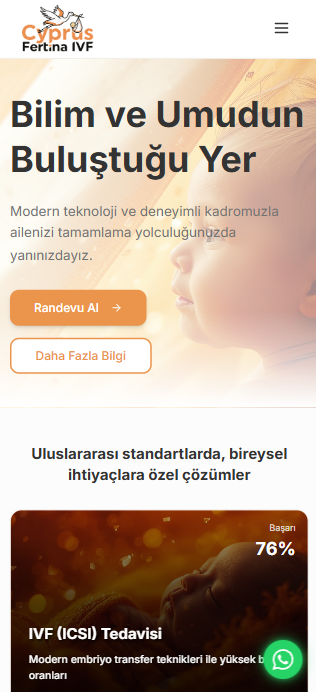 Cyprus
Fertina IVF
Bilim ve Umudun
Buluştuğu Yer
Modern teknoloji ve deneyimli kadromuzla
ailenizi tamamlama yolculuğunuzda
yanınızdayız.
Randevu Al →
Daha Fazla Bilgi
Uluslararası standartlarda, bireysel
ihtiyaçlara özel çözümler
Başarı
76%
IVF (ICSI) Tedavisi
Modern embriyo transfer teknikleri ile yüksek
oranları